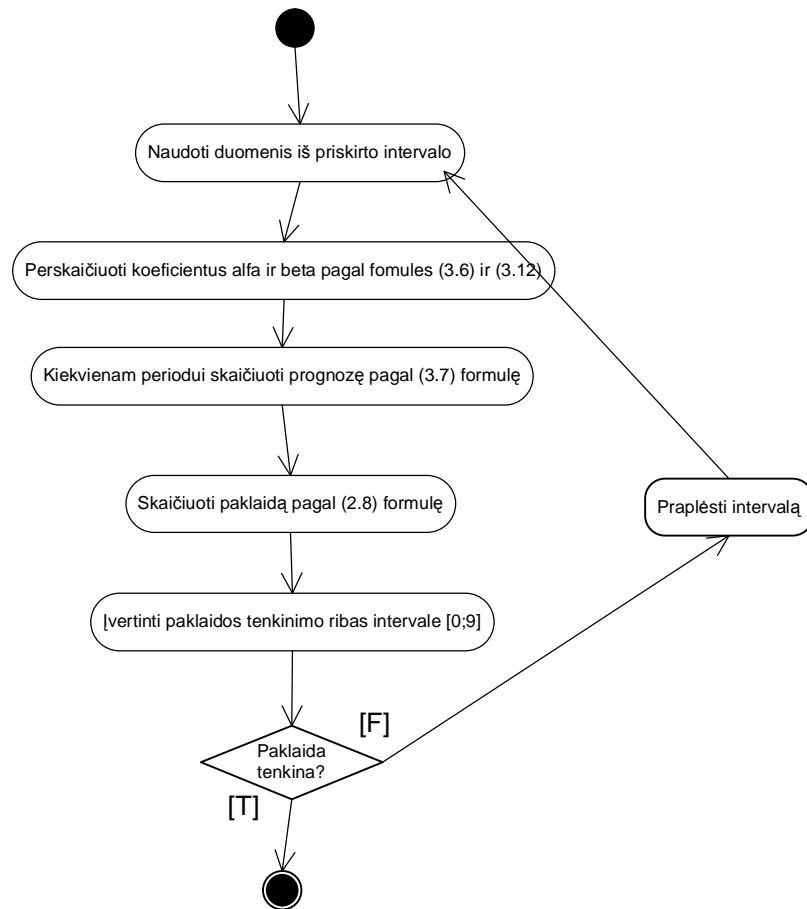 Naudoti duomenis iš priskirto intervalo
Perskaičiuoti koeficientus alfa ir beta pagal fomules (3.6) ir (3.12)
Kiekvienam periodui skaičiuoti prognozę pagal (3.7) formulę
Skaičiuoti paklaidą pagal (2.8) formulę
Praplėsti intervalą
Įvertinti paklaidos tenkinimo ribas intervale [0;9]
[F]
Paklaida
tenkina?
[T]